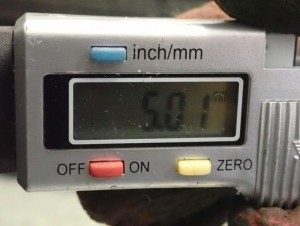 inch/mm
5.01
OFF ON ZERO